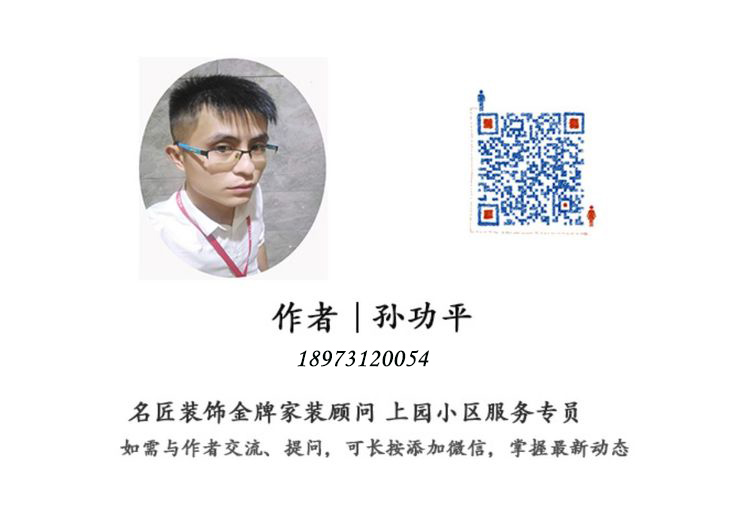 作者 | 孙功平
18973120054
名匠装饰金牌家装顾问 上园小区服务专员
如需与作者交流、提问，可长按添加微信，掌握最新动态